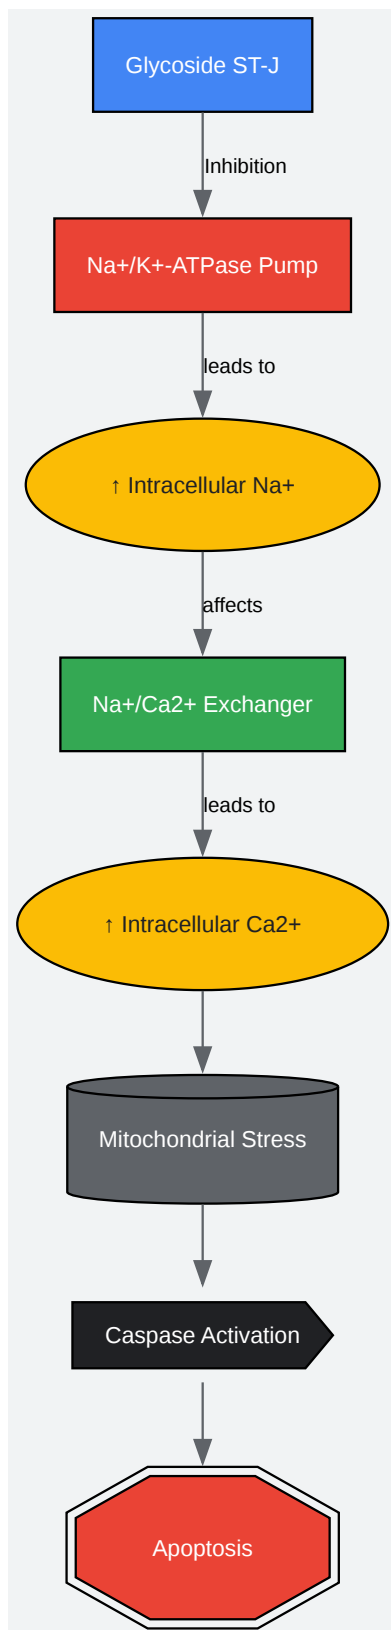 Glycoside ST-J
Inhibition
Na+/K+-ATPase Pump
leads to
↑ Intracellular Na+
affects
Na+/Ca2+ Exchanger
leads to
↑ Intracellular Ca2+
Mitochondrial Stress
Caspase Activation
Apoptosis